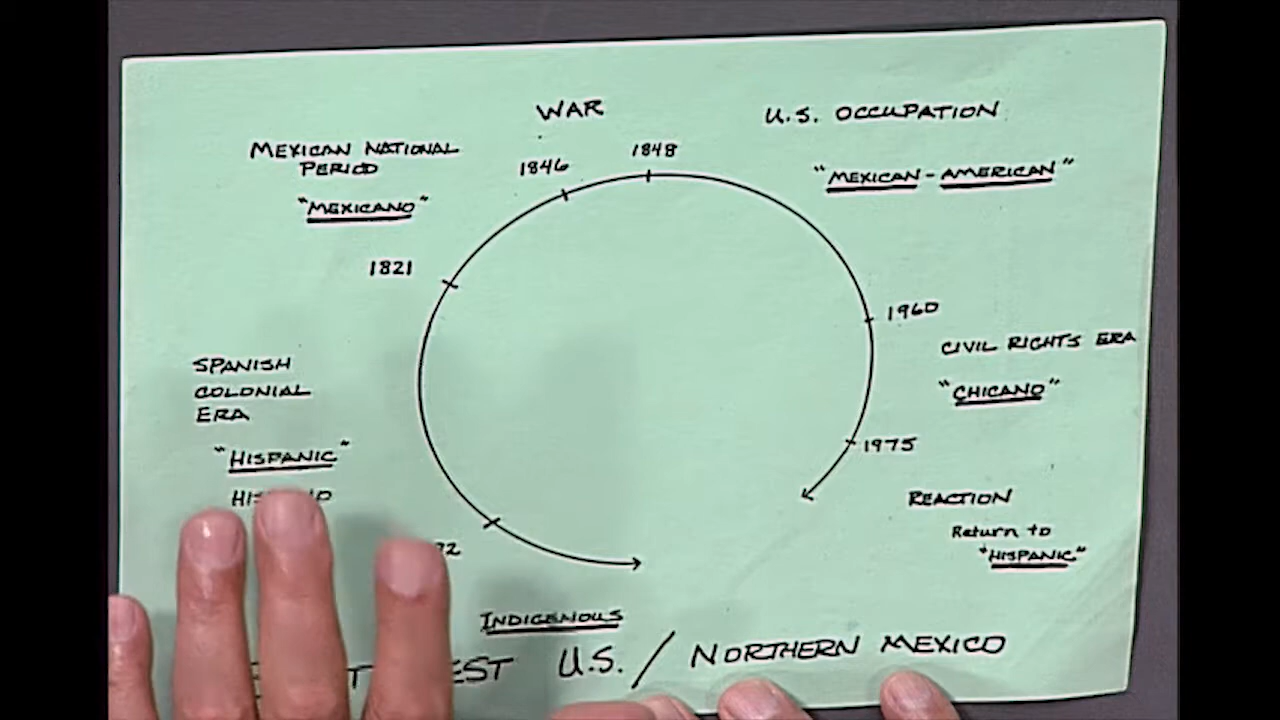 WAR
U.S. OCCUPATION
MEXICAN NATIONAL
PERIOD
"MEXICANO"
1846
1848
"MEXICAN - AMERICAN"
1821
1960
CIVIL RIGHTS ERA
"CHICANO"
SPANISH
COLONIAL
ERA
"HISPANIC"
1975
REACTION
Return to
"HISPANIC"
INDIGENOUS
U.S. / NORTHERN MEXICO